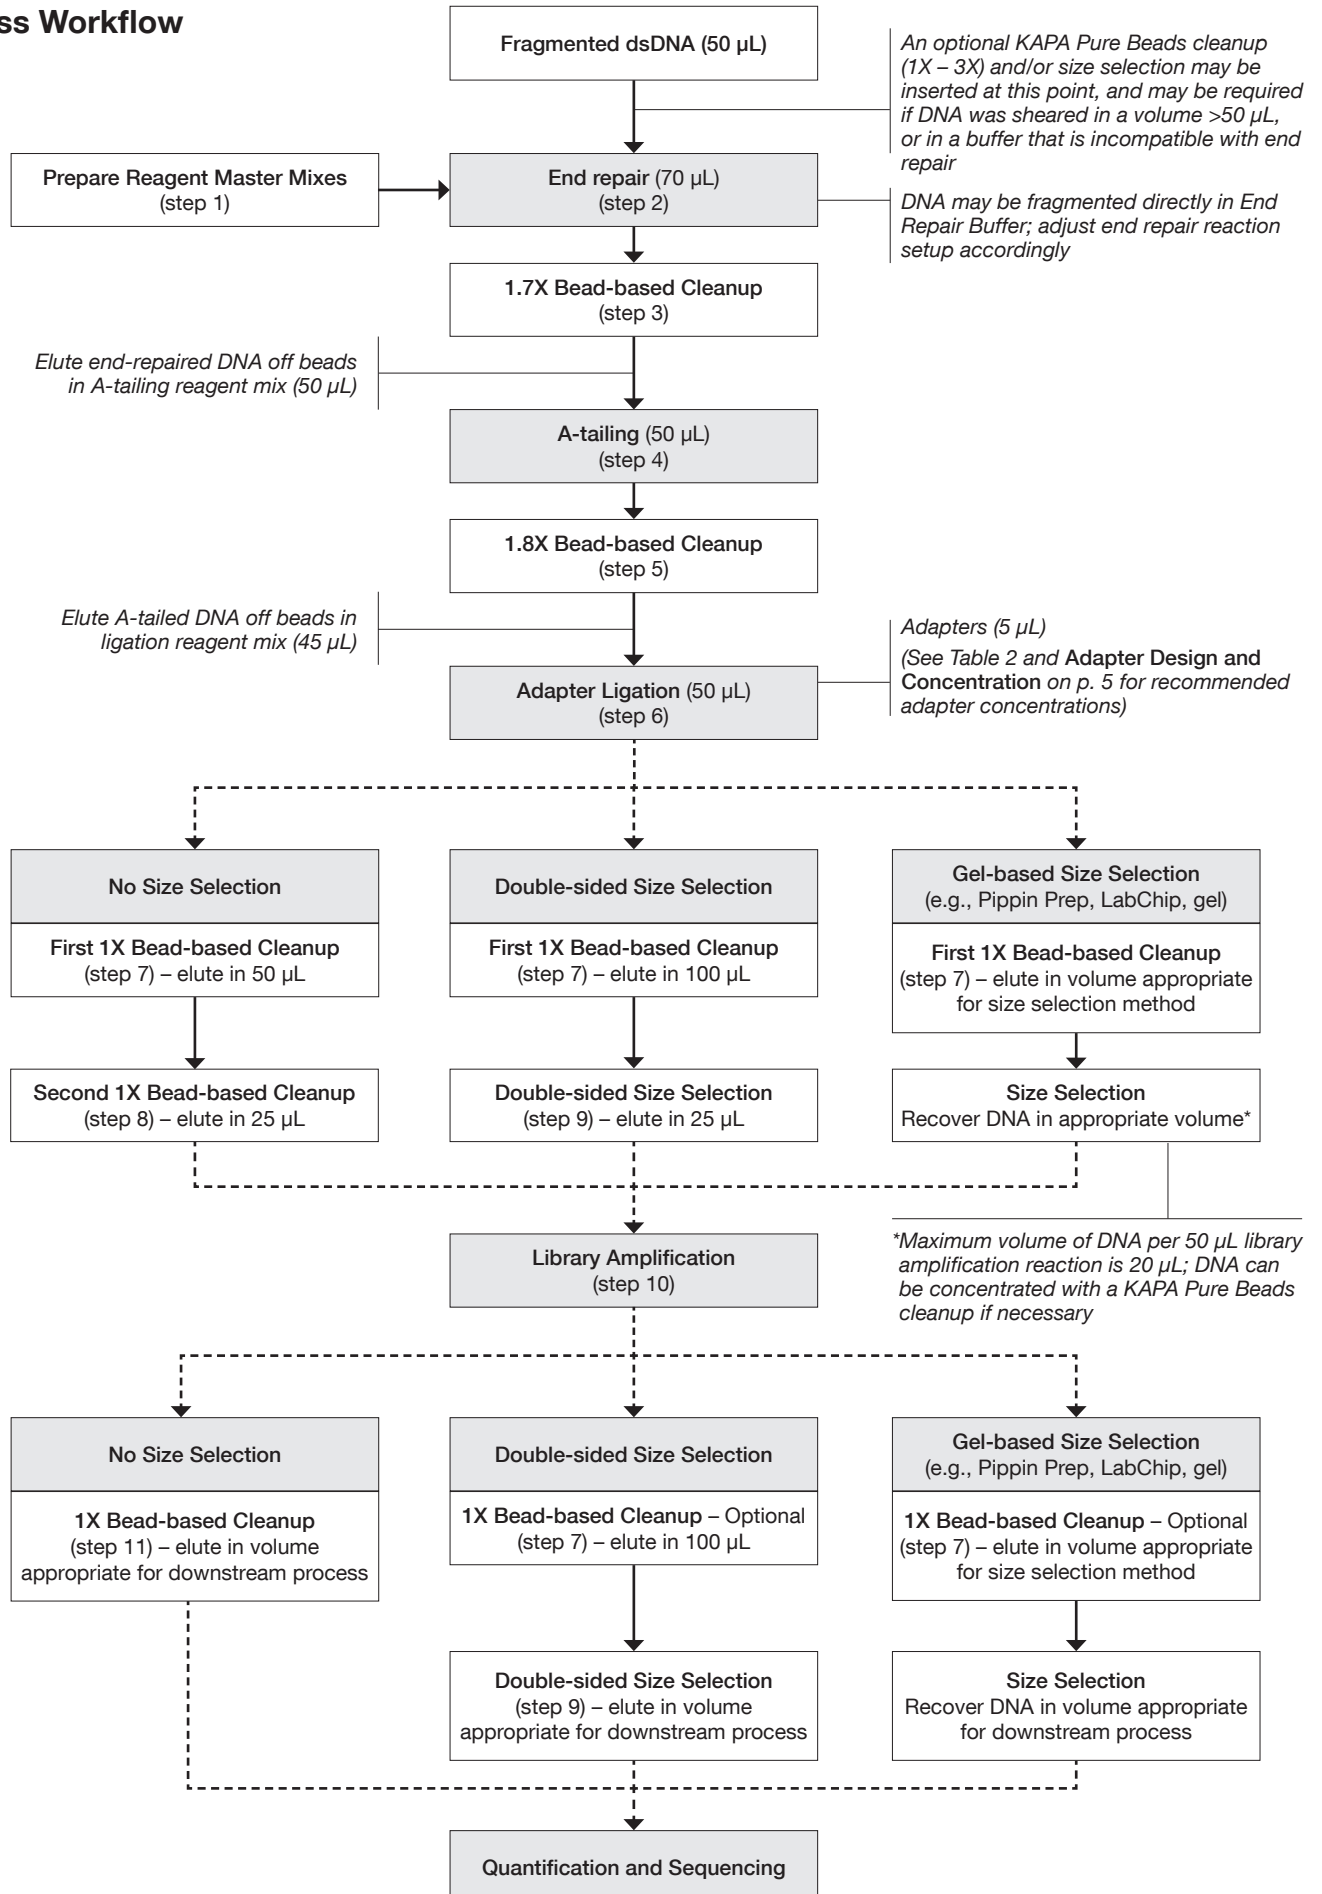 ss Workflow
Fragmented dsDNA (50 µL)
An optional KAPA Pure Beads cleanup
(1X – 3X) and/or size selection may be
inserted at this point, and may be required
if DNA was sheared in a volume >50 µL,
or in a buffer that is incompatible with end
repair
Prepare Reagent Master Mixes
(step 1)
End repair (70 µL)
(step 2)
DNA may be fragmented directly in End
Repair Buffer; adjust end repair reaction
setup accordingly
1.7X Bead-based Cleanup
(step 3)
Elute end-repaired DNA off beads
in A-tailing reagent mix (50 µL)
A-tailing (50 µL)
(step 4)
1.8X Bead-based Cleanup
(step 5)
Elute A-tailed DNA off beads in
ligation reagent mix (45 µL)
Adapters (5 µL)
(See Table 2 and Adapter Design and
Concentration on p. 5 for recommended
adapter concentrations)
Adapter Ligation (50 µL)
(step 6)
No Size Selection
First 1X Bead-based Cleanup
(step 7) – elute in 50 µL
Second 1X Bead-based Cleanup
(step 8) – elute in 25 µL
Double-sided Size Selection
First 1X Bead-based Cleanup
(step 7) – elute in 100 µL
Double-sided Size Selection
(step 9) – elute in 25 µL
Gel-based Size Selection
(e.g., Pippin Prep, LabChip, gel)
First 1X Bead-based Cleanup
(step 7) – elute in volume appropriate
for size selection method
Size Selection
Recover DNA in appropriate volume*
*Maximum volume of DNA per 50 µL library
amplification reaction is 20 µL; DNA can
be concentrated with a KAPA Pure Beads
cleanup if necessary
Library Amplification
(step 10)
No Size Selection
1X Bead-based Cleanup
(step 11) – elute in volume
appropriate for downstream process
Double-sided Size Selection
1X Bead-based Cleanup – Optional
(step 7) – elute in 100 µL
Double-sided Size Selection
(step 9) – elute in volume
appropriate for downstream process
Gel-based Size Selection
(e.g., Pippin Prep, LabChip, gel)
1X Bead-based Cleanup – Optional
(step 7) – elute in volume appropriate
for size selection method
Size Selection
Recover DNA in volume appropriate
for downstream process
Quantification and Sequencing